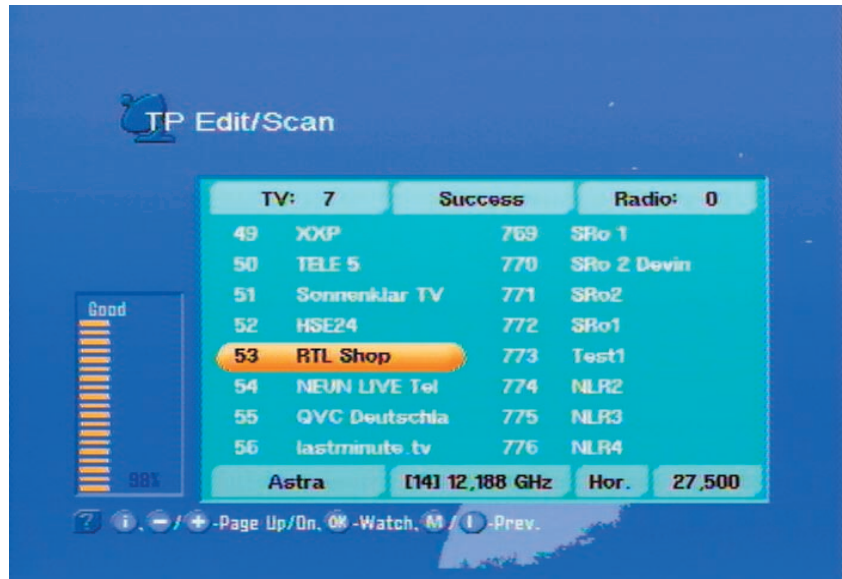 TP Edit/Scan
TV: 7 Success Radio: 0
49 XXP 769 SRo 1
50 TELE 5 770 SRo 2 Devin
51 Sonnenklar TV 771 SRo2
52 HSE24 772 SRo1
53 RTL Shop 773 Test1
54 NEUN LIVE Tel 774 NLR2
55 QVC Deutschla 775 NLR3
56 lastminute.tv 776 NLR4
Good
98%
Astra [14] 12,188 GHz Hor. 27,500
? i, -/+ -Page Up/Dn, OK -Watch, M / I -Prev.